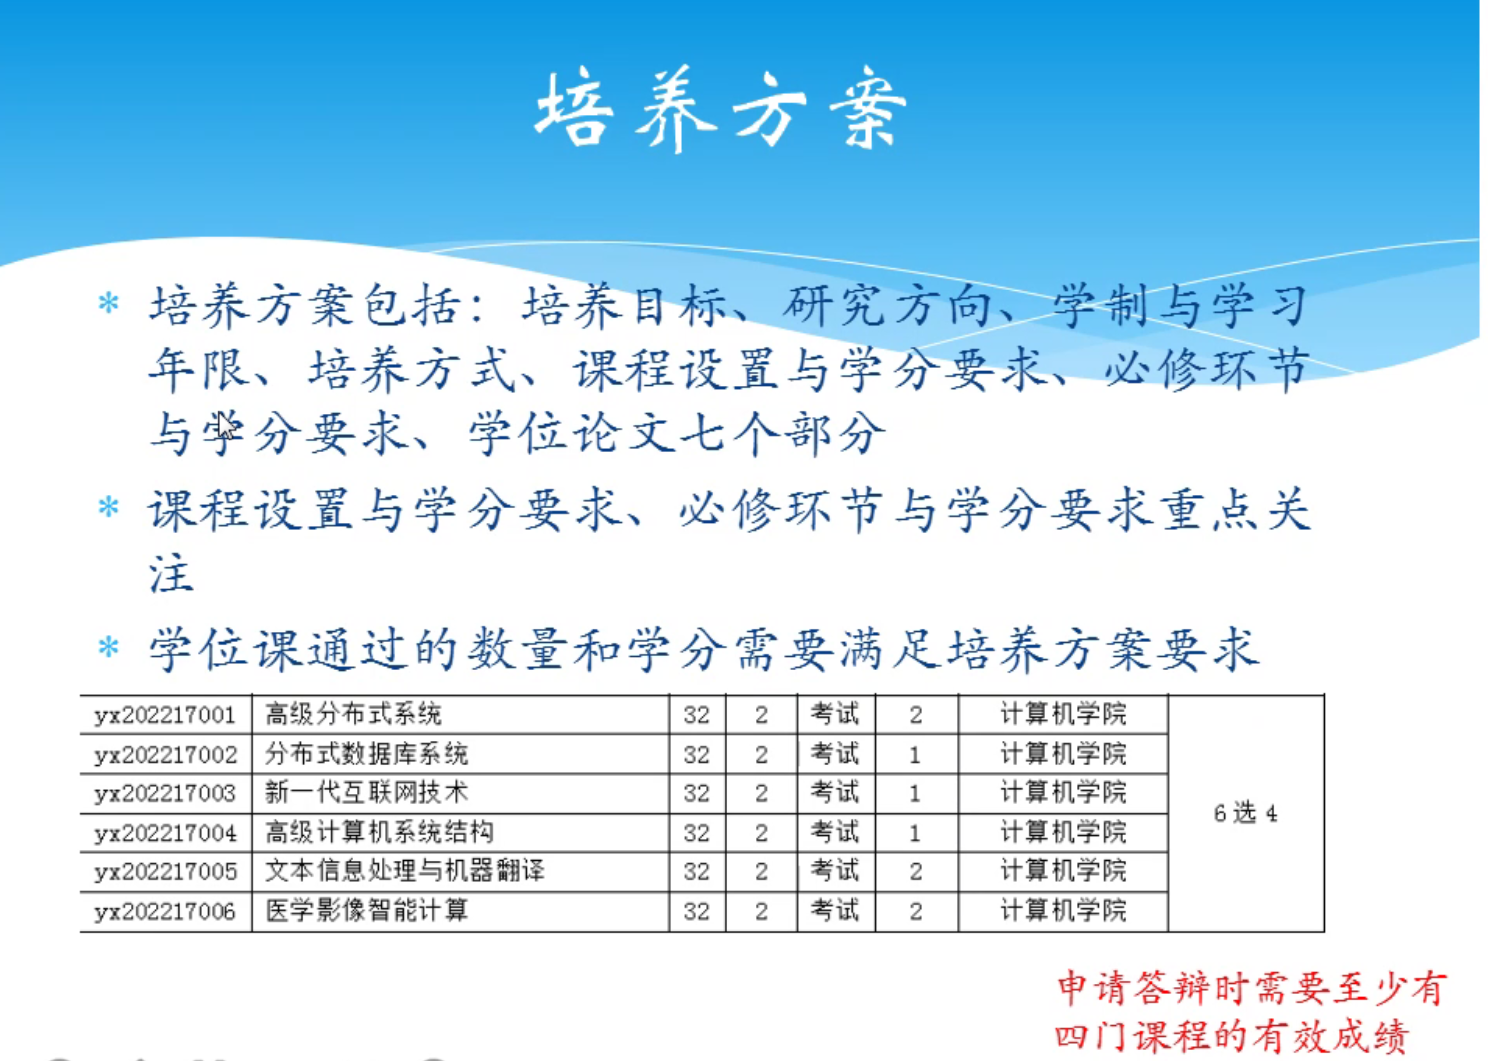 培养方案
* 培养方案包括：培养目标、研究方向、学制与学习
年限、培养方式、课程设置与学分要求、必修环节
与学分要求、学位论文七个部分
* 课程设置与学分要求、必修环节与学分要求重点关
注
* 学位课通过的数量和学分需要满足培养方案要求
yx202217001 高级分布式系统 32 2 考试 2 计算机学院
yx202217002 分布式数据库系统 32 2 考试 1 计算机学院
yx202217003 新一代互联网技术 32 2 考试 1 计算机学院
6选4
yx202217004 高级计算机系统结构 32 2 考试 1 计算机学院
yx202217005 文本信息处理与机器翻译 32 2 考试 2 计算机学院
yx202217006 医学影像智能计算 32 2 考试 2 计算机学院
申请答辩时需要至少有
四门课程的有效成绩